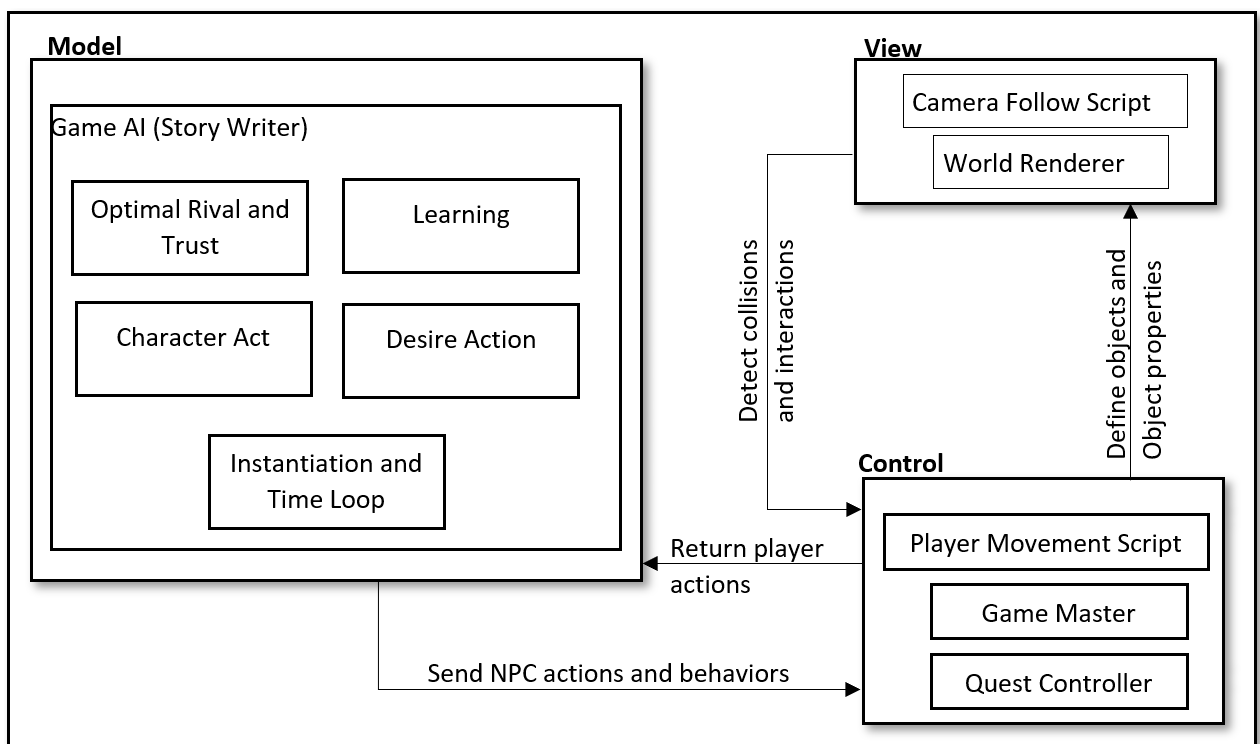 Model
Game AI (Story Writer)
Optimal Rival and
Trust
Learning
Character Act
Desire Action
Instantiation and
Time Loop
View
Camera Follow Script
World Renderer
Detect collisions
and interactions
Define objects and
Object properties
Control
Player Movement Script
Game Master
Quest Controller
Return player
actions
Send NPC actions and behaviors